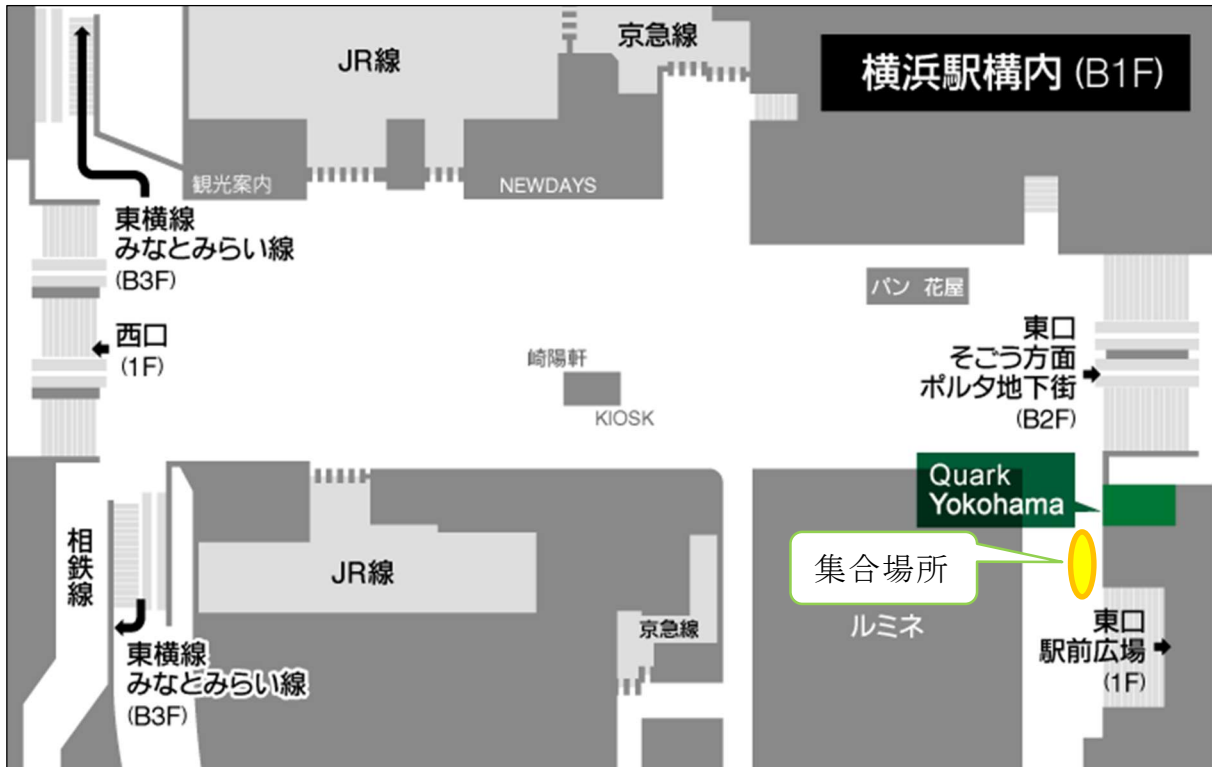 JR線
京急線
横浜駅構内 (B1F)
観光案内
NEWDAYS
東横線
みなとみらい線
(B3F)
パン 花屋
西口
(1F)
崎陽軒
KIOSK
東口
そごう方面
ポルタ地下街
(B2F)
Quark
Yokohama
相鉄線
JR線
集合場所
京急線
ルミネ
東口
駅前広場
(1F)
東横線
みなとみらい線
(B3F)